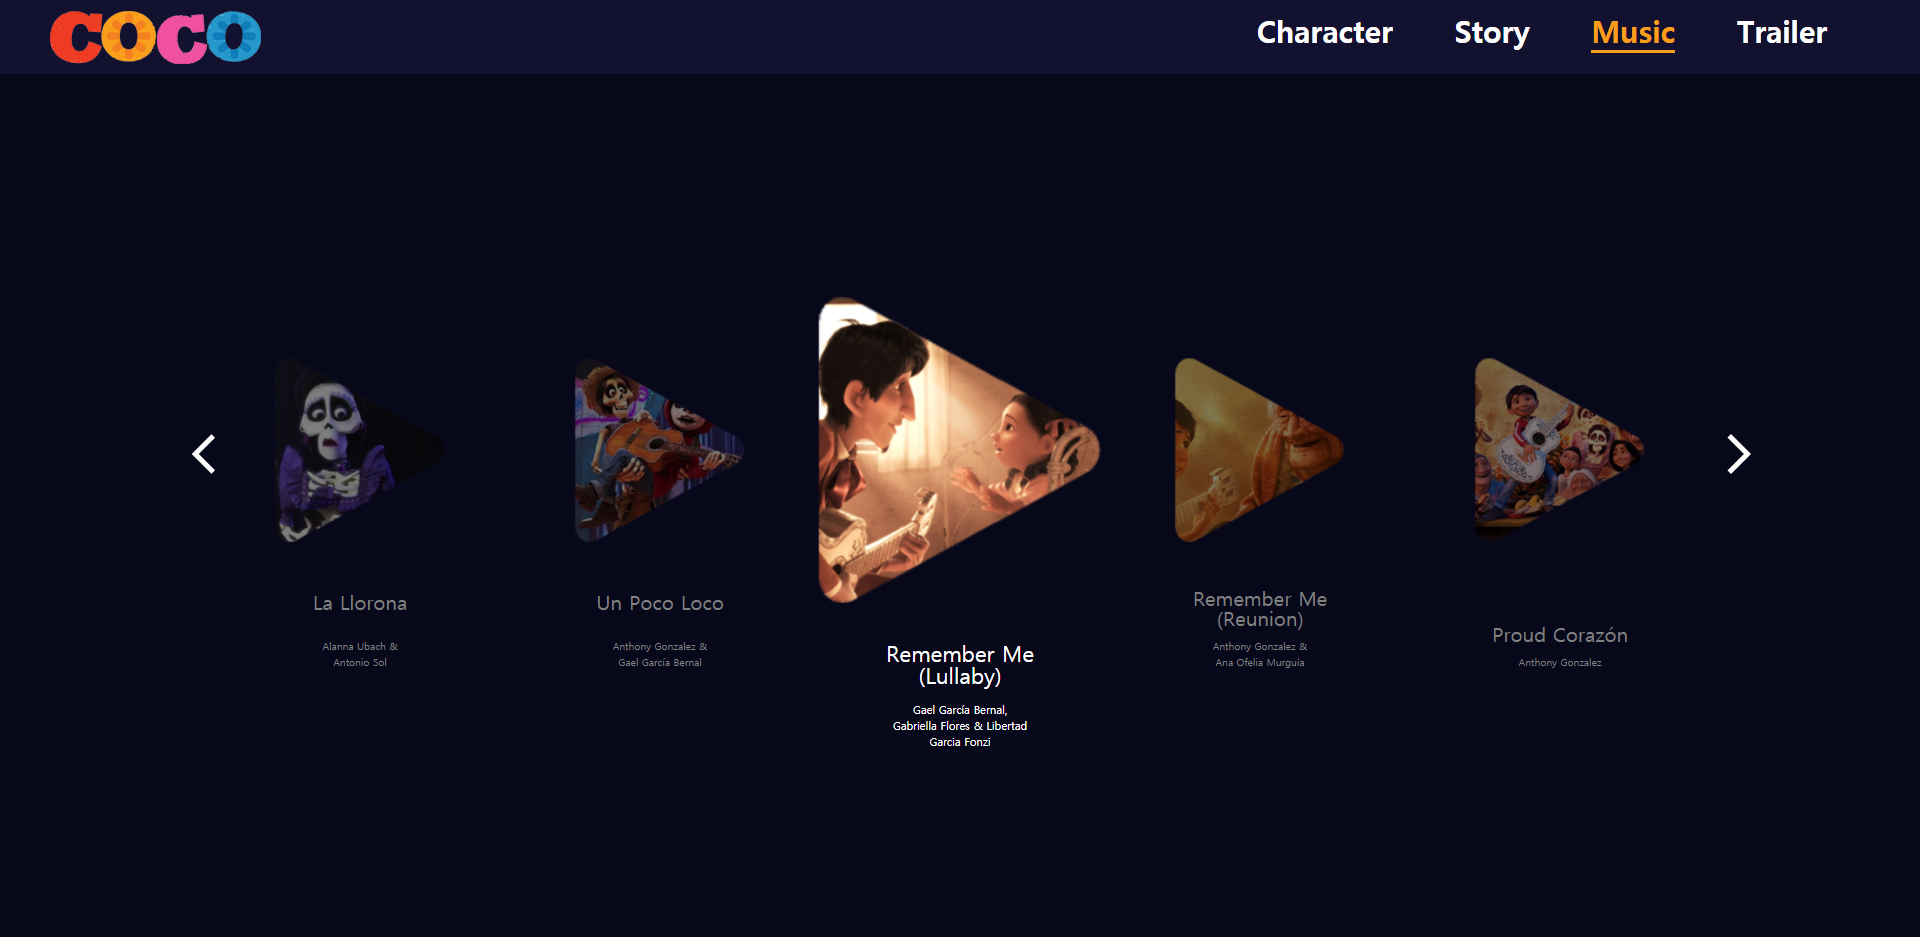 COCO
Character
Story
Music
Trailer
La Llorona
Alanna Ubach &
Antonio Sol
Un Poco Loco
Anthony Gonzalez &
Gael García Bernal
Remember Me
(Lullaby)
Gael García Bernal,
Gabriella Flores & Libertad
Garcia Fonzi
Remember Me
(Reunion)
Anthony Gonzalez &
Ana Ofelia Murguía
Proud Corazón
Anthony Gonzalez